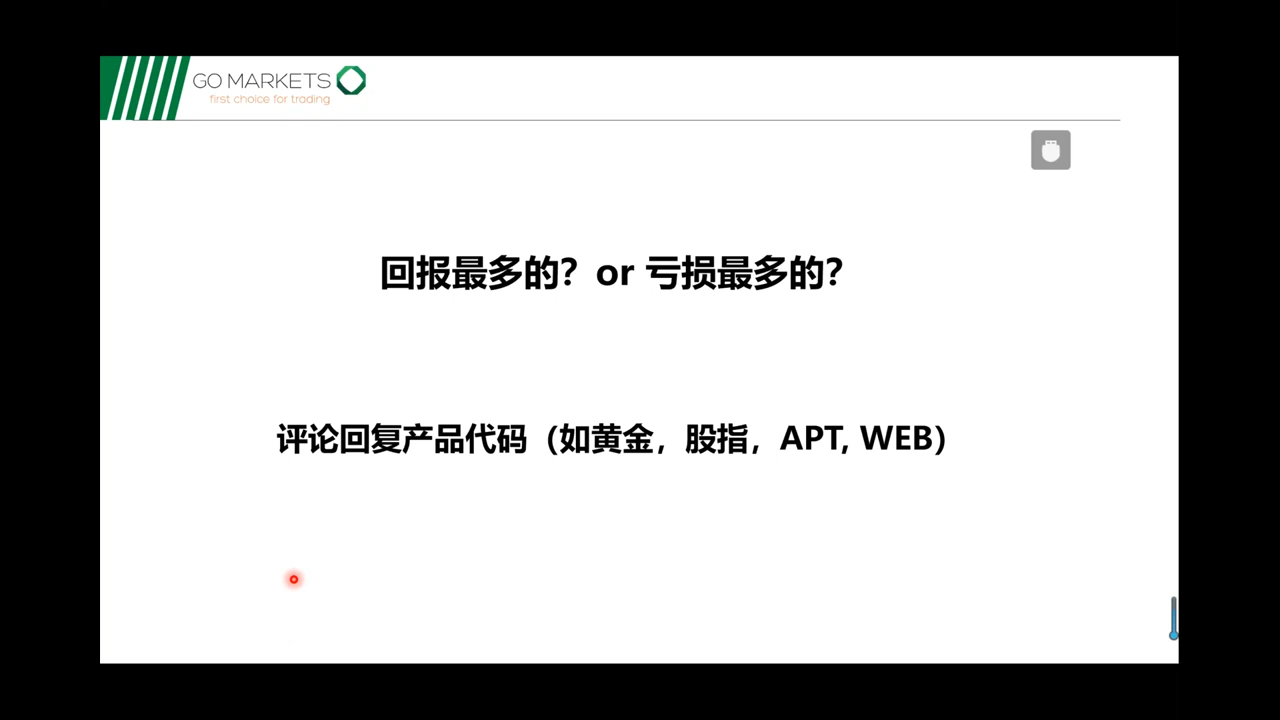 GO MARKETS
first choice for trading
回报最多的？or 亏损最多的？
评论回复产品代码（如黄金，股指，APT, WEB）